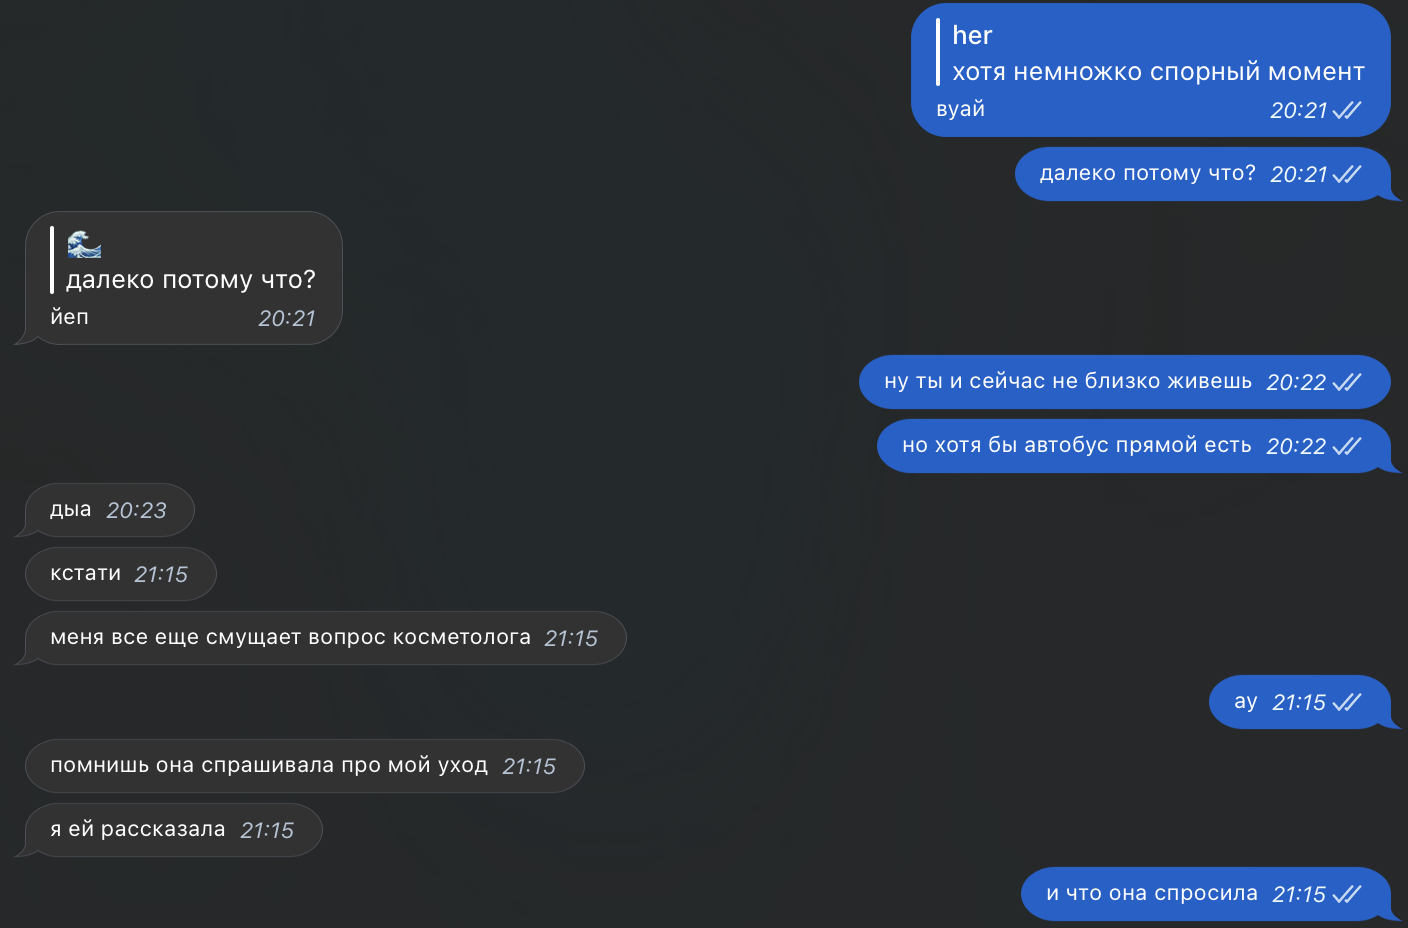 her
хотя немножко спорный момент
вуай 20:21
далеко потому что? 20:21
🌊
далеко потому что?
йеп 20:21
ну ты и сейчас не близко живешь 20:22
но хотя бы автобус прямой есть 20:22
дыа 20:23
кстати 21:15
меня все еще смущает вопрос косметолога 21:15
ау 21:15
помнишь она спрашивала про мой уход 21:15
я ей рассказала 21:15
и что она спросила 21:15